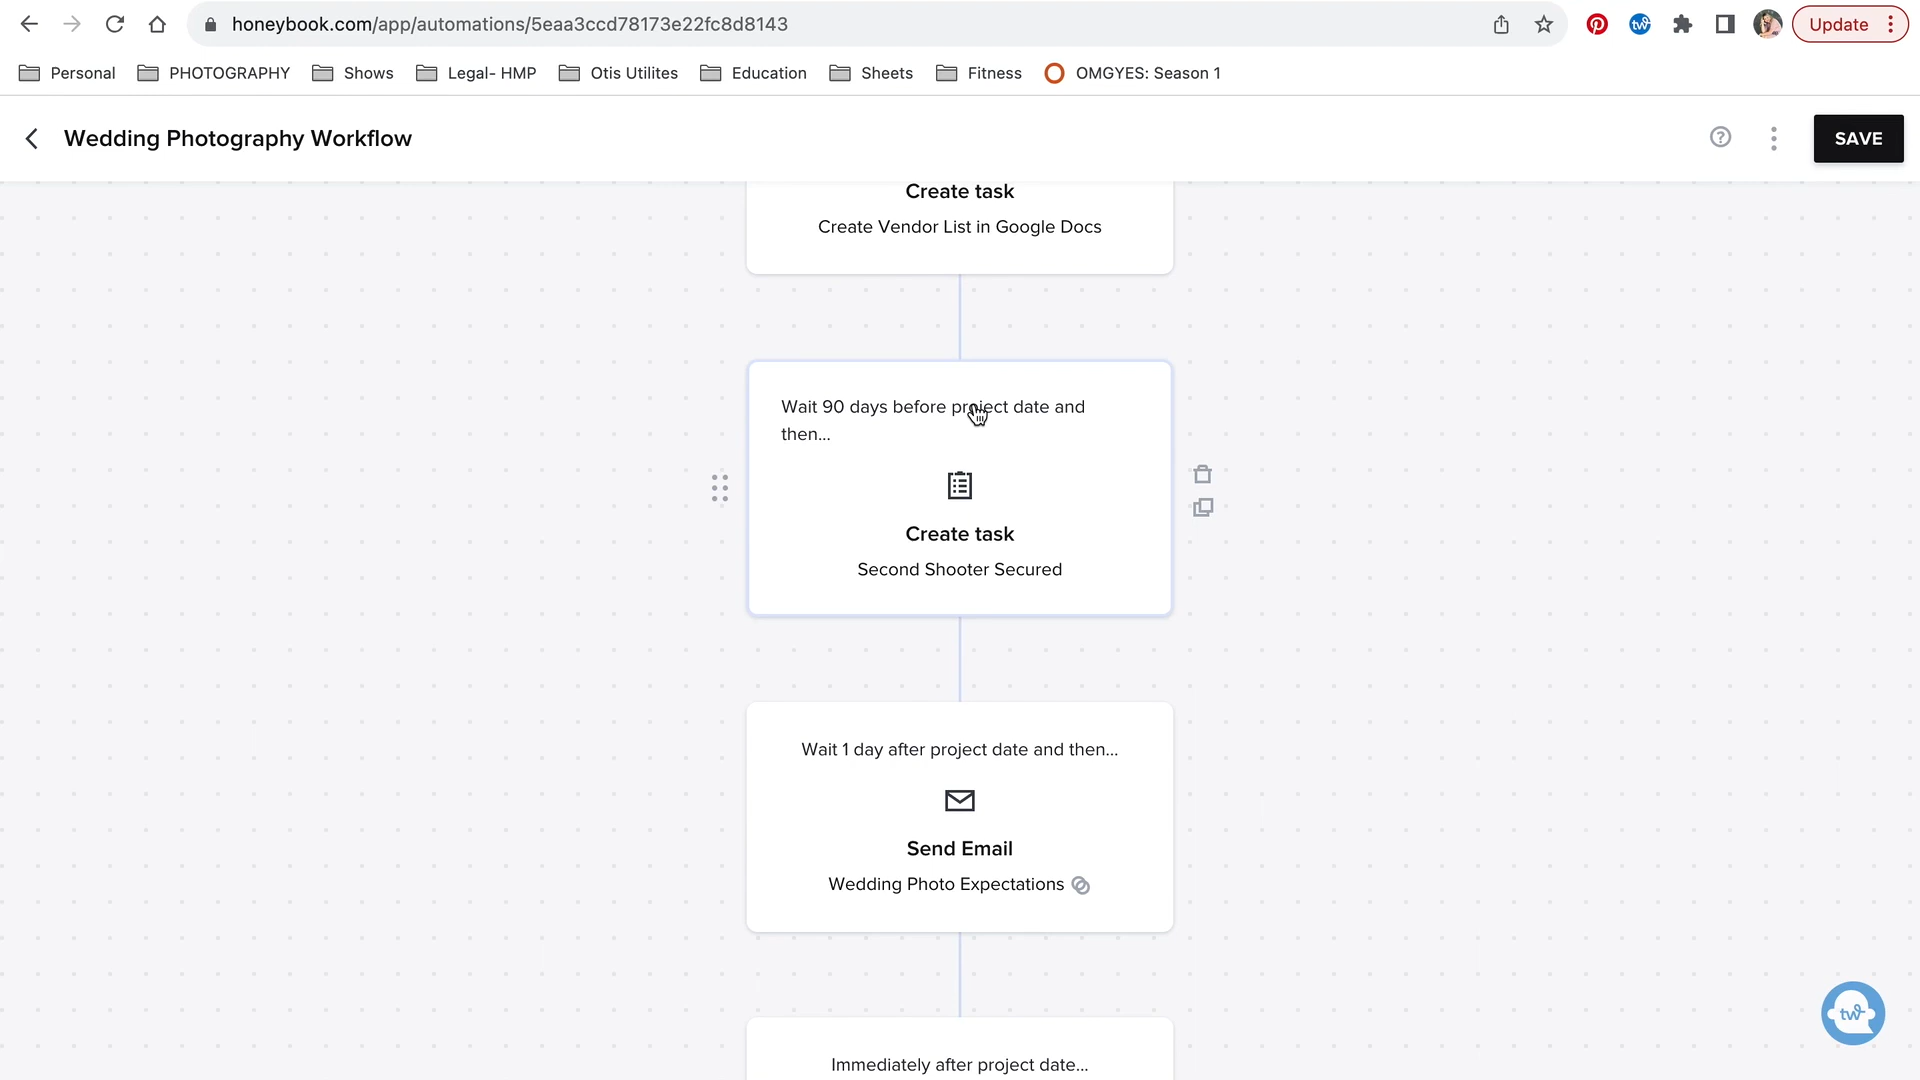 honeybook.com/app/automations/5eaa3ccd78173e22fc8d8143
Update
Personal PHOTOGRAPHY Shows Legal- HMP Otis Utilites Education Sheets Fitness OMGYES: Season 1
Wedding Photography Workflow
SAVE
Create task
Create Vendor List in Google Docs
Wait 90 days before project date and
then...
Create task
Second Shooter Secured
Wait 1 day after project date and then...
Send Email
Wedding Photo Expectations
tw
Immediately after project date...